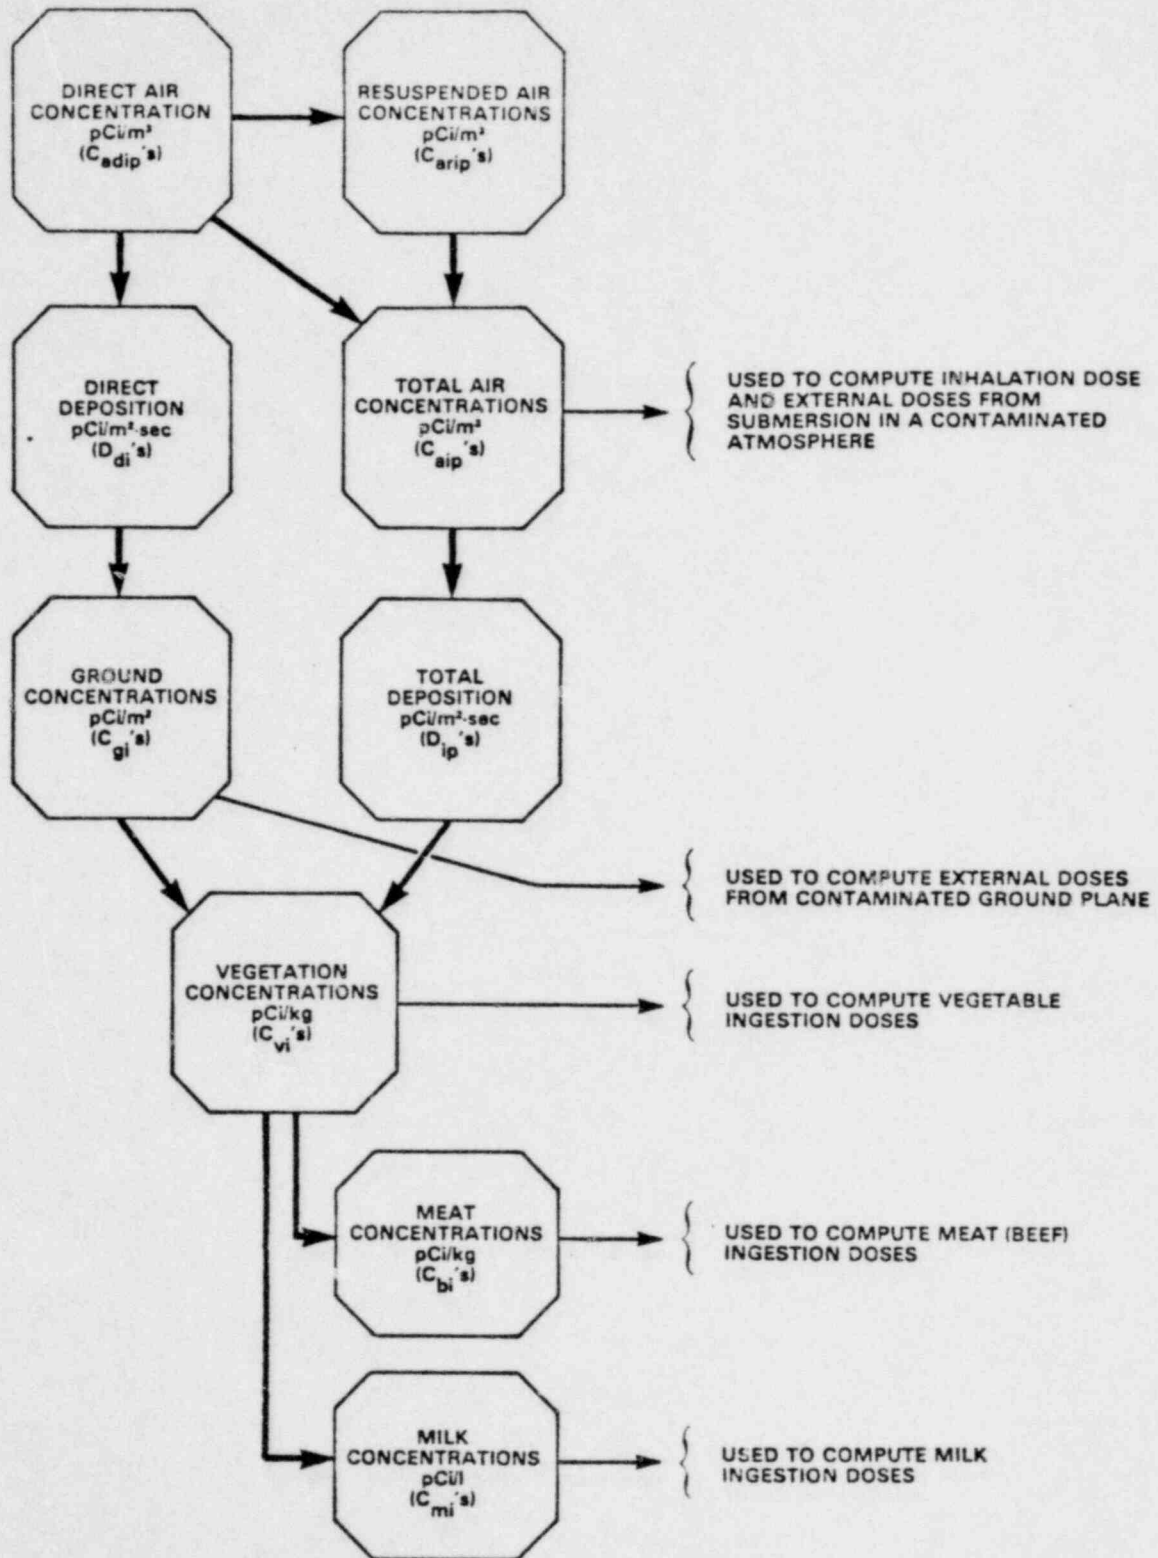 DIRECT AIR
CONCENTRATION
pCi/m³
(C_adip's)
RESUSPENDED AIR
CONCENTRATIONS
pCi/m³
(C_arip's)
DIRECT
DEPOSITION
pCi/m²-sec
(D_di's)
TOTAL AIR
CONCENTRATIONS
pCi/m³
(C_aip's)
USED TO COMPUTE INHALATION DOSE
AND EXTERNAL DOSES FROM
SUBMERSION IN A CONTAMINATED
ATMOSPHERE
GROUND
CONCENTRATIONS
pCi/m²
(C_gi's)
TOTAL
DEPOSITION
pCi/m²-sec
(D_ip's)
USED TO COMPUTE EXTERNAL DOSES
FROM CONTAMINATED GROUND PLANE
VEGETATION
CONCENTRATIONS
pCi/kg
(C_vi's)
USED TO COMPUTE VEGETABLE
INGESTION DOSES
MEAT
CONCENTRATIONS
pCi/kg
(C_bi's)
USED TO COMPUTE MEAT (BEEF)
INGESTION DOSES
MILK
CONCENTRATIONS
pCi/l
(C_mi's)
USED TO COMPUTE MILK
INGESTION DOSES